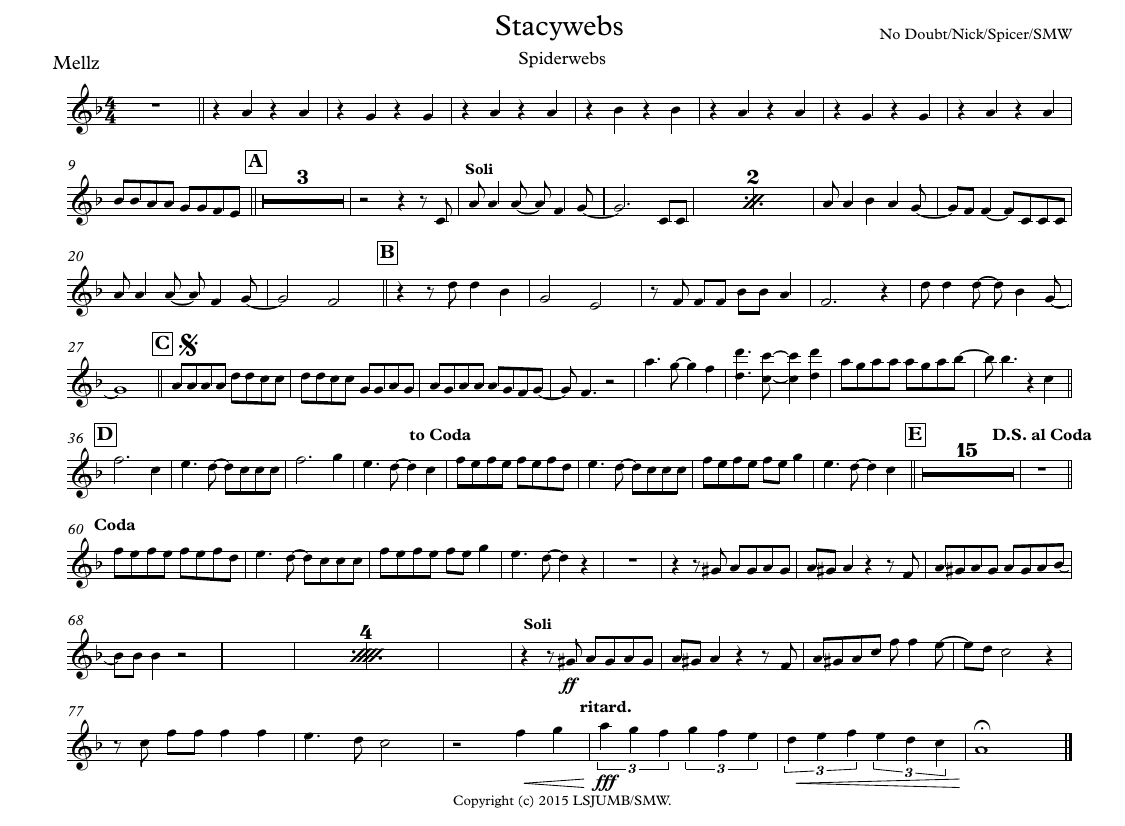 Stacywebs
No Doubt/Nick/Spicer/SMW
Spiderwebs
Mellz
4
4
9
A
3
Soli
2
20
B
27
C
36
D
to Coda
E
15
D.S. al Coda
60
Coda
68
4
Soli
ff
77
ritard.
fff
3
3
3
3
Copyright (c) 2015 LSJUMB/SMW.